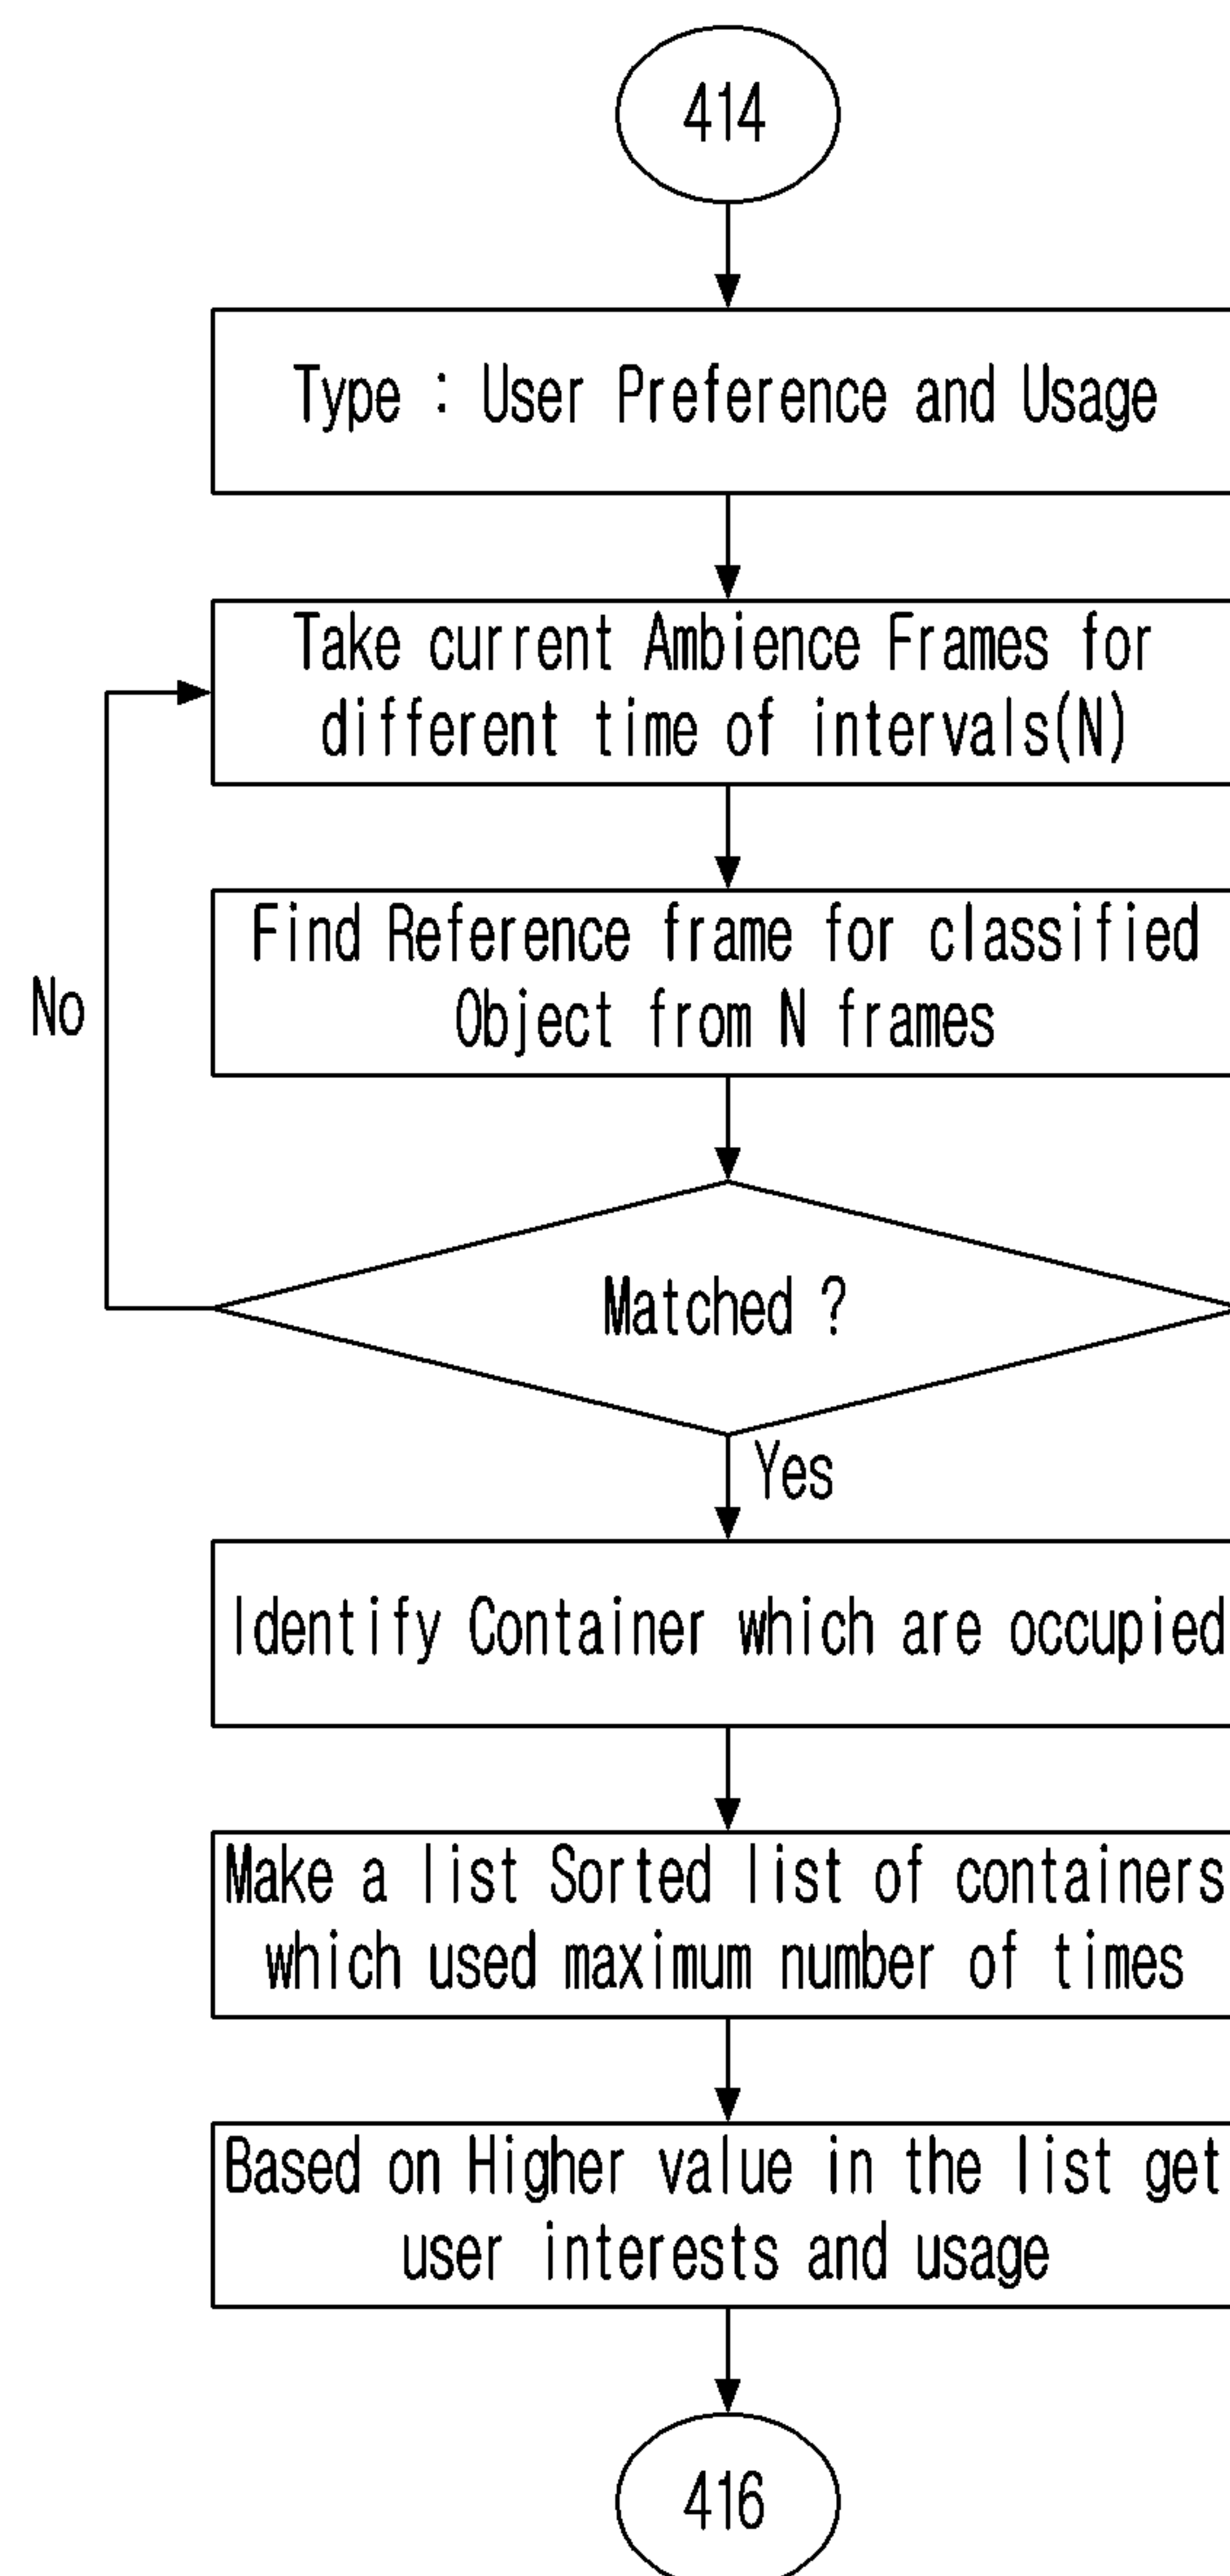 414
Type : User Preference and Usage
Take current Ambience Frames for
different time of intervals(N)
Find Reference frame for classified
Object from N frames
No
Matched ?
Yes
Identify Container which are occupied
Make a list Sorted list of containers
which used maximum number of times
Based on Higher value in the list get
user interests and usage
416